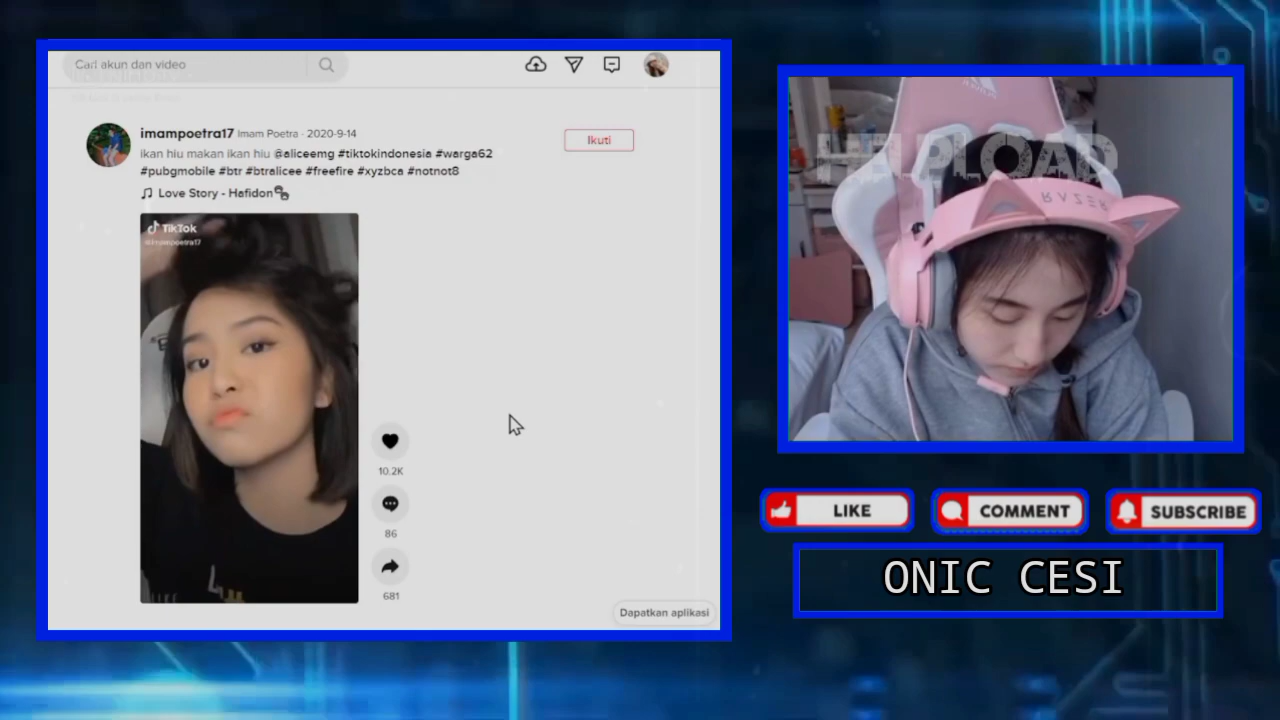 Cari akun dan video
imampoetra17 Imam Poetra · 2020-9-14
Ikuti
ikan hiu makan ikan hiu @aliceemg #tiktokindonesia #warga62
#pubgmobile #btr #btralicee #freefire #xyzbca #notnot8
Love Story - Hafidon
TikTok
@imampoetra17
10.2K
86
681
Dapatkan aplikasi
RAZER
LIKE
COMMENT
SUBSCRIBE
ONIC CESI